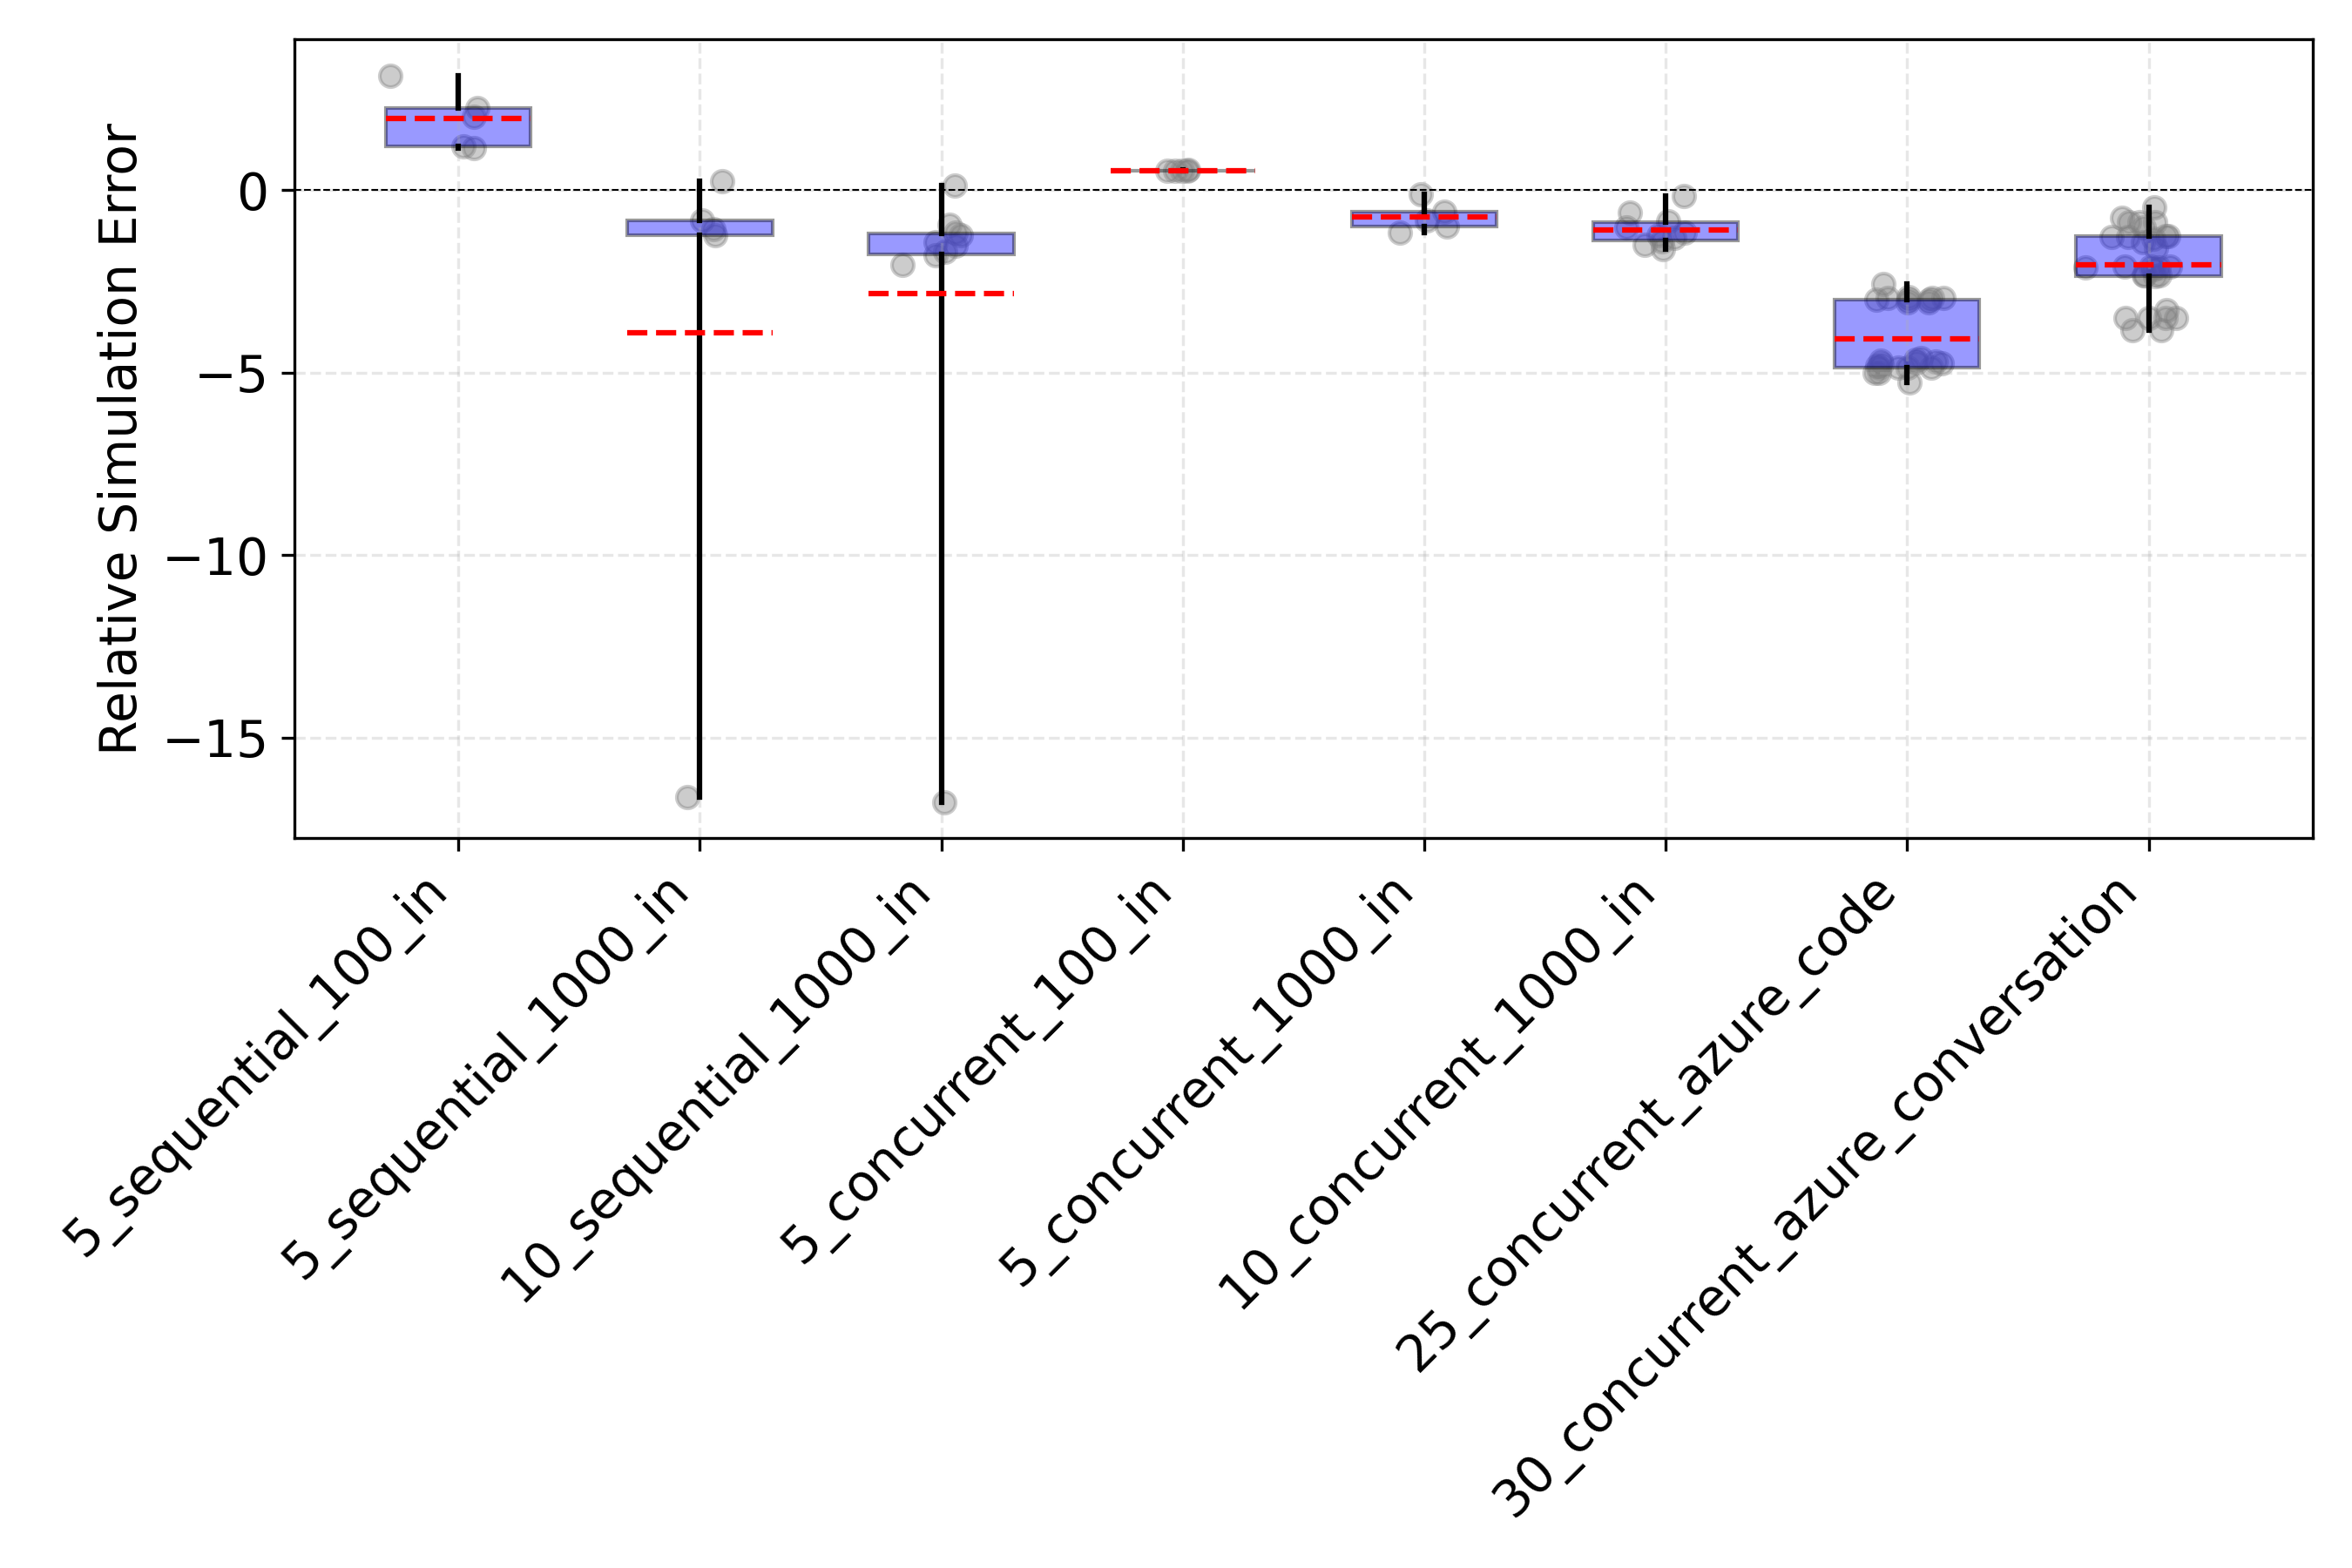 Relative Simulation Error
0
−5
−10
−15
5_sequential_100_in
5_sequential_1000_in
10_sequential_1000_in
5_concurrent_100_in
5_concurrent_1000_in
10_concurrent_1000_in
25_concurrent_azure_code
30_concurrent_azure_conversation